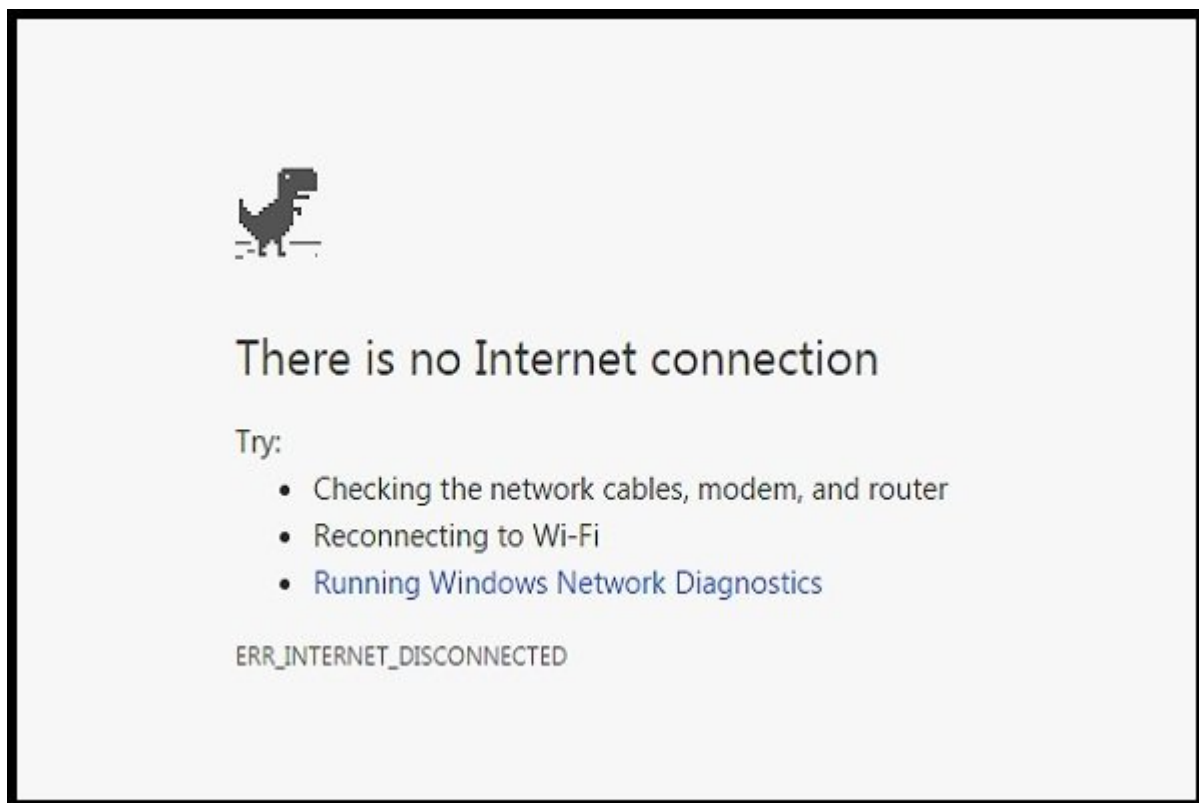 There is no Internet connection
Try:
• Checking the network cables, modem, and router
• Reconnecting to Wi-Fi
• Running Windows Network Diagnostics
ERR_INTERNET_DISCONNECTED